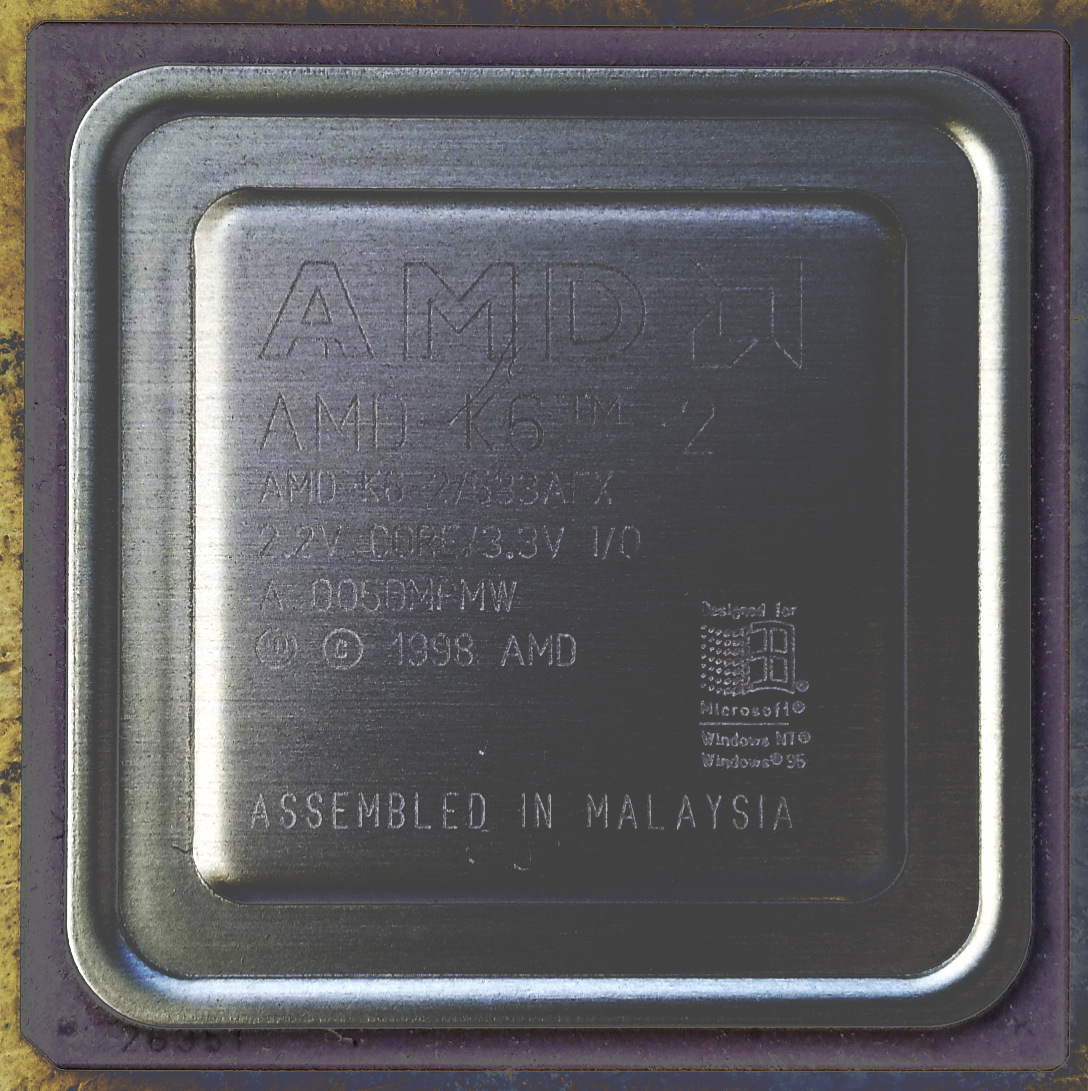 AMD
AMD K6™ 2
AMD K6 2/533AFX
2.2V CORE/3.3V I/O
A 0050MPMW
1998 AMD
Designed for
Microsoft®
Windows NT®
Windows® 95
ASSEMBLED IN MALAYSIA